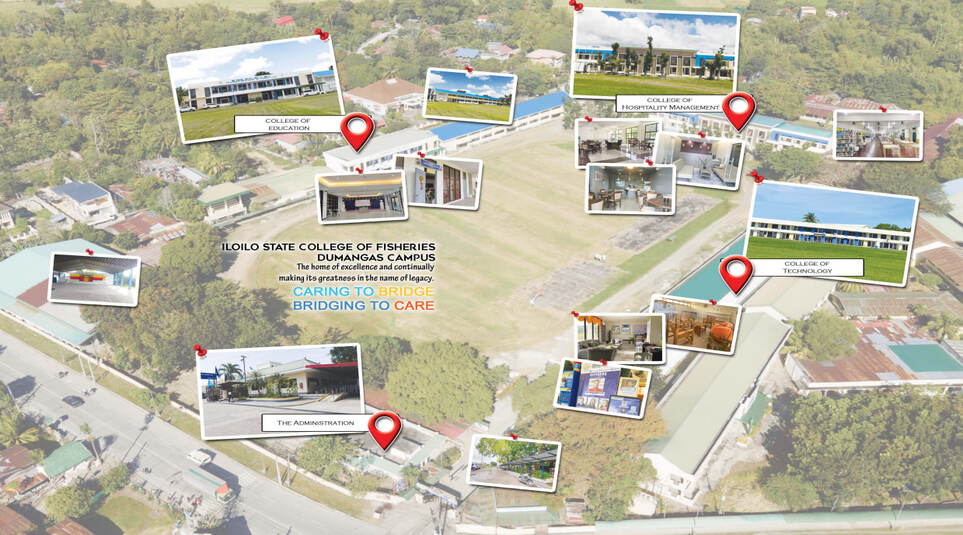 COLLEGE OF
EDUCATION
COLLEGE OF
HOSPITALITY MANAGEMENT
ILOILO STATE COLLEGE OF FISHERIES
DUMANGAS CAMPUS
The home of excellence and continually
making its greatness in the name of legacy.
CARING TO BRIDGE
BRIDGING TO CARE
COLLEGE OF
TECHNOLOGY
THE ADMINISTRATION